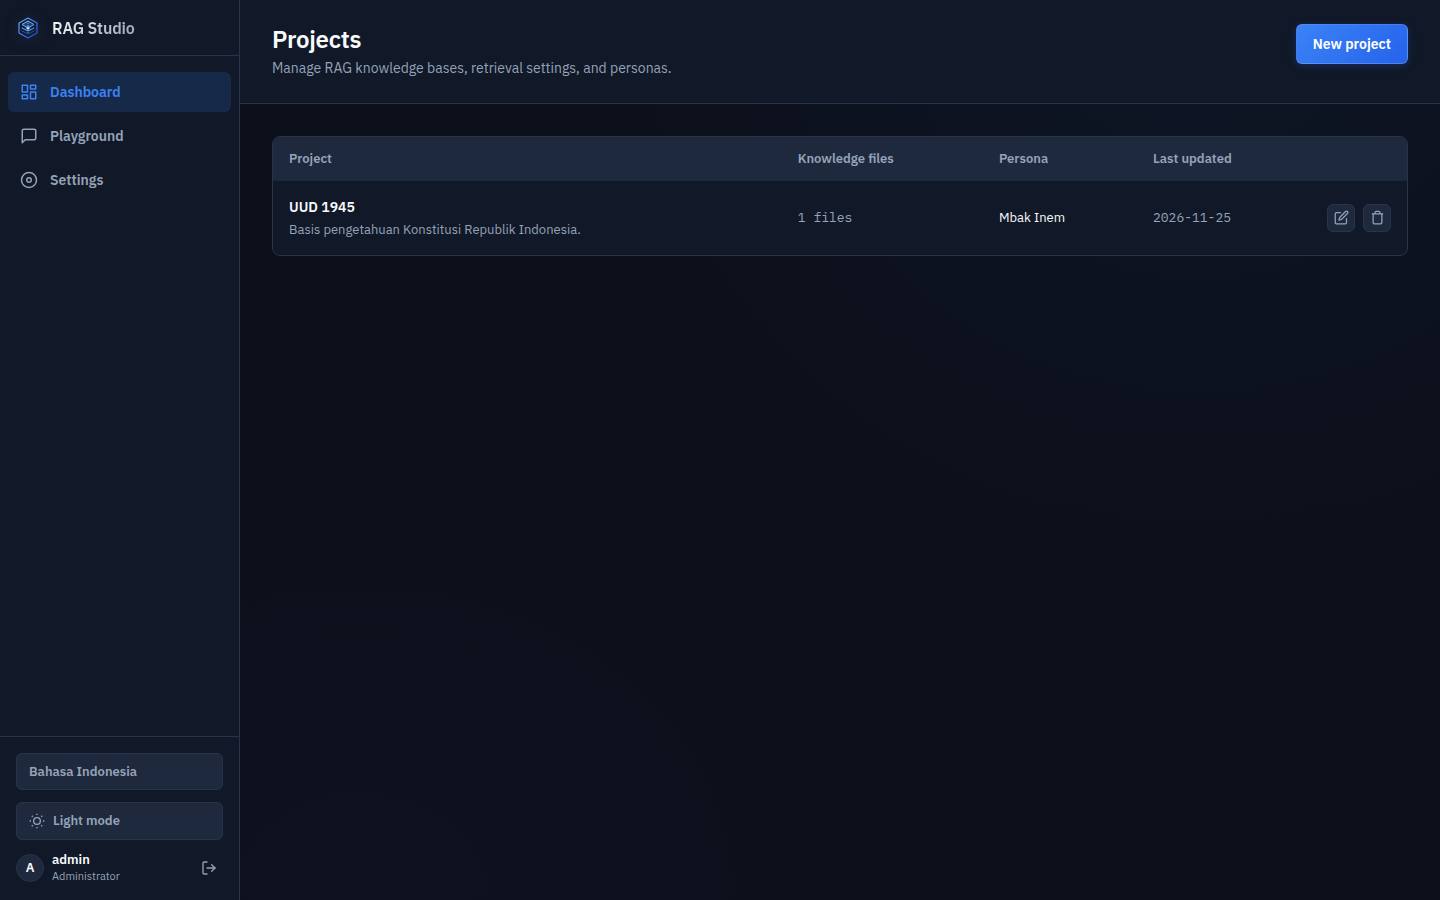 RAG Studio
Dashboard
Playground
Settings
Bahasa Indonesia
Light mode
A
admin
Administrator
Projects
Manage RAG knowledge bases, retrieval settings, and personas.
New project
Project Knowledge files Persona Last updated
UUD 1945
Basis pengetahuan Konstitusi Republik Indonesia.
1 files
Mbak Inem
2026-11-25